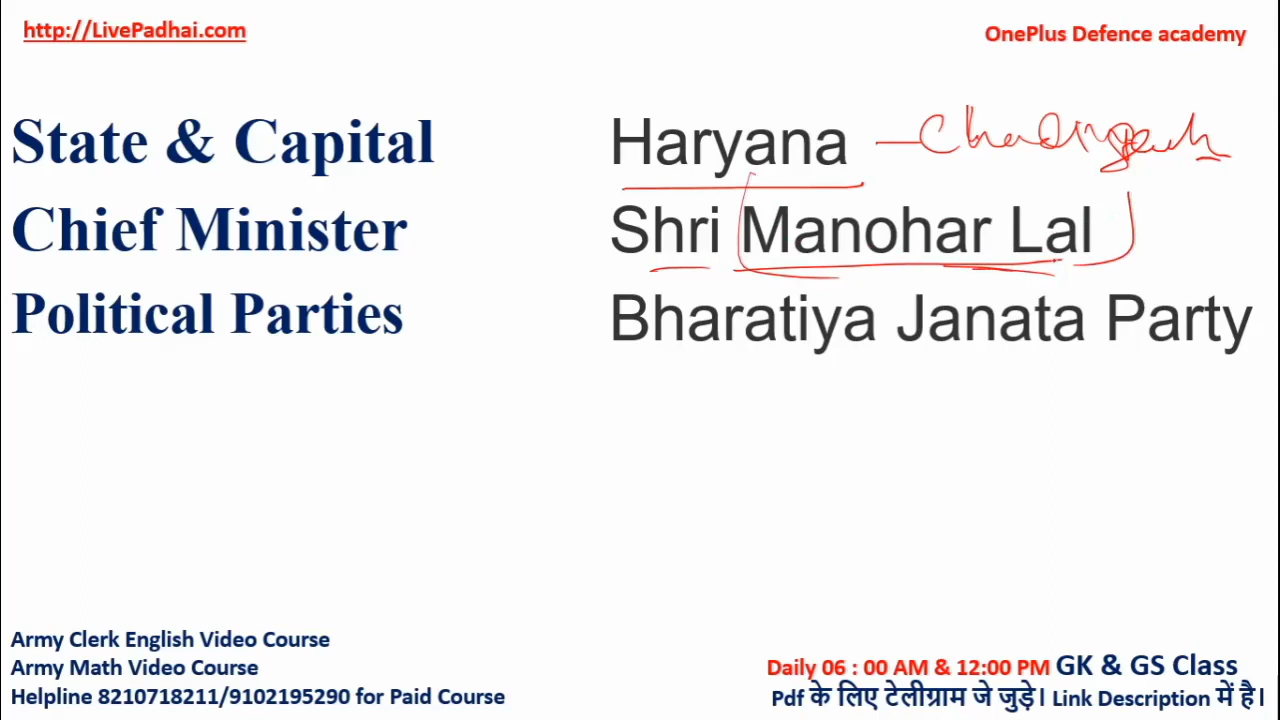 http://LivePadhai.com
OnePlus Defence academy
State & Capital
Haryana - Chandigarh
Chief Minister
Shri Manohar Lal
Political Parties
Bharatiya Janata Party
Army Clerk English Video Course
Army Math Video Course
Helpline 8210718211/9102195290 for Paid Course
Daily 06 : 00 AM & 12:00 PM GK & GS Class
Pdf के लिए टेलीग्राम जे जुड़े। Link Description में है।